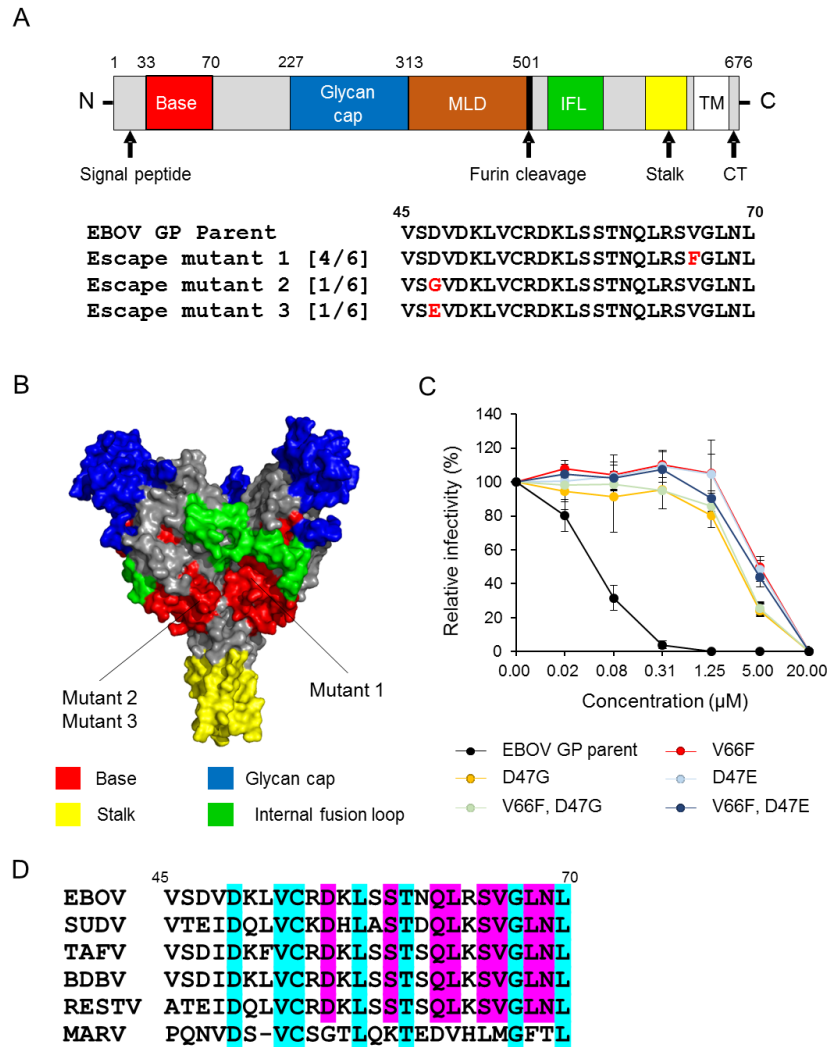 A
1 33 70 227 313 501 676
N Base Glycan cap MLD IFL TM C
Signal peptide Furin cleavage Stalk CT
45 70
EBOV GP Parent VSDVDKLVCRDKLSSTNQLRSVGLNL
Escape mutant 1 [4/6] VSDVDKLVCRDKLSSTNQLRSFGLNL
Escape mutant 2 [1/6] VSGVDKLVCRDKLSSTNQLRSVGLNL
Escape mutant 3 [1/6] VSEVDKLVCRDKLSSTNQLRSVGLNL
B
Mutant 2
Mutant 3
Mutant 1
Base Glycan cap
Stalk Internal fusion loop
C
Relative infectivity (%)
140
120
100
80
60
40
20
0
0.00 0.02 0.08 0.31 1.25 5.00 20.00
Concentration (µM)
EBOV GP parent V66F
D47G D47E
V66F, D47G V66F, D47E
D
45 70
EBOV VSDVDKLVCRDKLSSTNQLRSVGLNL
SUDV VTEIDQLVCKDHLASTDQLKSVGLNL
TAFV VSDIDKFVCRDKLSSTSQLKSVGLNL
BDBV VSDIDKLVCRDKLSSTSQLKSVGLNL
RESTV ATEIDQLVCRDKLSSTSQLKSVGLNL
MARV PQNVDS-VCSGTLQKTEDVHLMGFTL